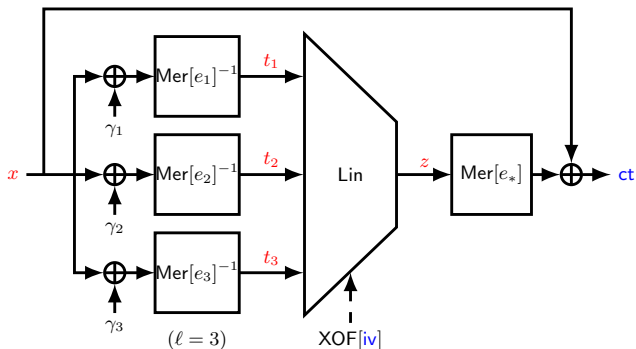 x
γ₁
Mer[e₁]⁻¹
t₁
γ₂
Mer[e₂]⁻¹
t₂
γ₃
Mer[e₃]⁻¹
t₃
Lin
z
Mer[e_*]
ct
(ℓ = 3)
XOF[iv]